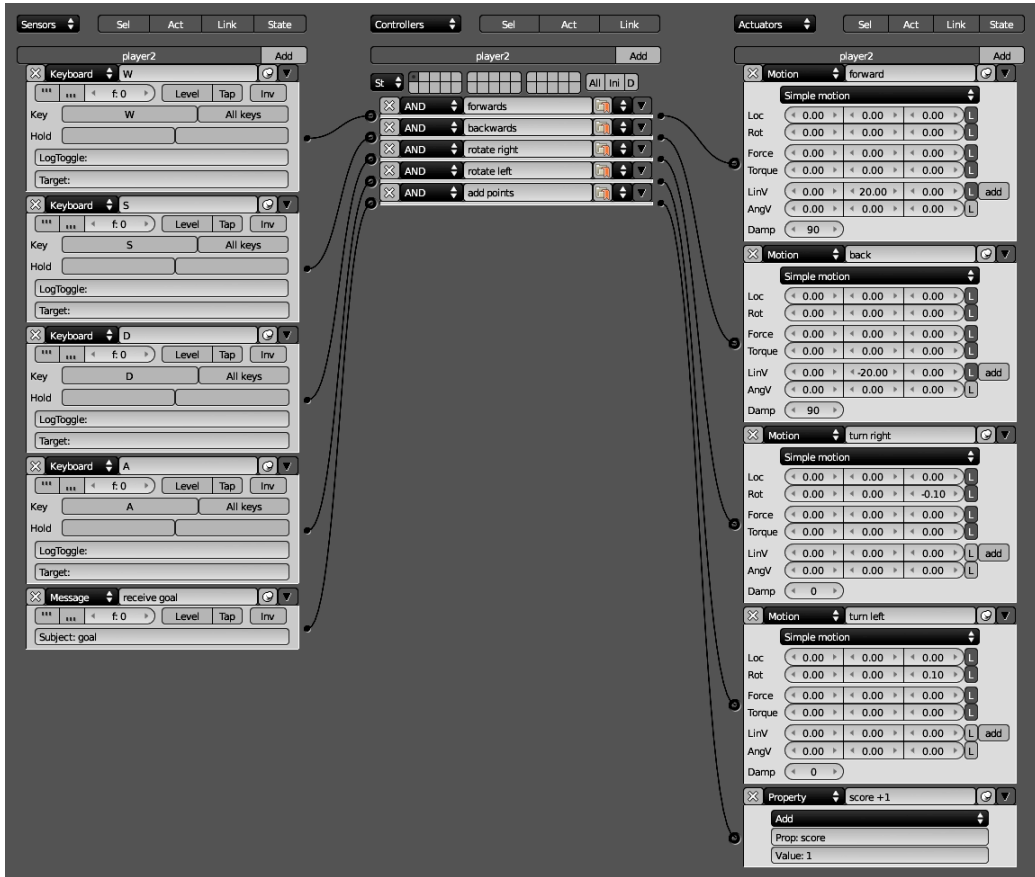 Sensors Sel Act Link State
player2 Add
Keyboard W
f: 0 Level Tap Inv
Key W All keys
Hold
LogToggle:
Target:
Keyboard S
f: 0 Level Tap Inv
Key S All keys
Hold
LogToggle:
Target:
Keyboard D
f: 0 Level Tap Inv
Key D All keys
Hold
LogToggle:
Target:
Keyboard A
f: 0 Level Tap Inv
Key A All keys
Hold
LogToggle:
Target:
Message receive goal
f: 0 Level Tap Inv
Subject: goal
Controllers Sel Act Link
player2 Add
St All Ini D
AND forwards
AND backwards
AND rotate right
AND rotate left
AND add points
Actuators Sel Act Link State
player2 Add
Motion forward
Simple motion
Loc 0.00 0.00 0.00 L
Rot 0.00 0.00 0.00 L
Force 0.00 0.00 0.00 L
Torque 0.00 0.00 0.00 L
LinV 0.00 20.00 0.00 L add
AngV 0.00 0.00 0.00 L
Damp 90
Motion back
Simple motion
Loc 0.00 0.00 0.00 L
Rot 0.00 0.00 0.00 L
Force 0.00 0.00 0.00 L
Torque 0.00 0.00 0.00 L
LinV 0.00 -20.00 0.00 L add
AngV 0.00 0.00 0.00 L
Damp 90
Motion turn right
Simple motion
Loc 0.00 0.00 0.00 L
Rot 0.00 0.00 -0.10 L
Force 0.00 0.00 0.00 L
Torque 0.00 0.00 0.00 L
LinV 0.00 0.00 0.00 L add
AngV 0.00 0.00 0.00 L
Damp 0
Motion turn left
Simple motion
Loc 0.00 0.00 0.00 L
Rot 0.00 0.00 0.10 L
Force 0.00 0.00 0.00 L
Torque 0.00 0.00 0.00 L
LinV 0.00 0.00 0.00 L add
AngV 0.00 0.00 0.00 L
Damp 0
Property score +1
Add
Prop: score
Value: 1